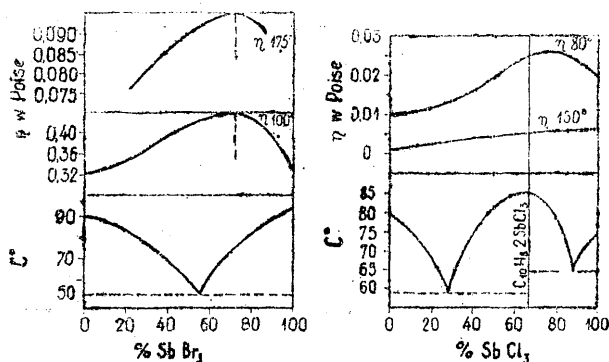 η w Poise
0,090
0,085
0,080
0,075
η 175°
η 100°
0,40
0,36
0,32
C°
90
70
50
0 20 40 60 80 100
% Sb Br₃
η w Poise
0,03
0,02
0,01
0
η 80°
η 150°
C°
85
80
75
65
60
C₁₀H₈ 2SbCl₃
0 20 40 60 80 100
% Sb Cl₃